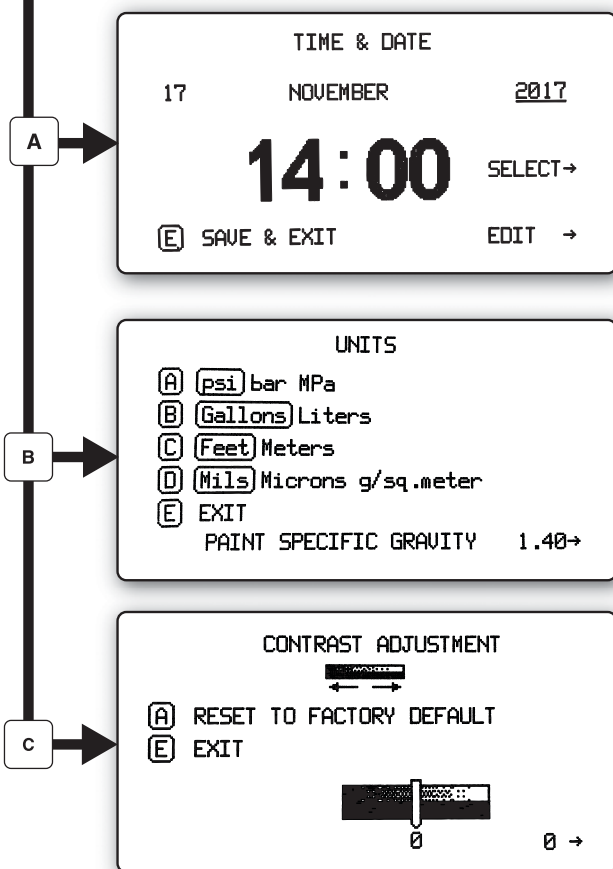 TIME & DATE
17 NOVEMBER 2017
A
14:00 SELECT→
E SAVE & EXIT EDIT →
UNITS
A psi bar MPa
B Gallons Liters
C Feet Meters
B
D Mils Microns g/sq.meter
E EXIT
PAINT SPECIFIC GRAVITY 1.40→
CONTRAST ADJUSTMENT
A RESET TO FACTORY DEFAULT
C
E EXIT
0 0 →